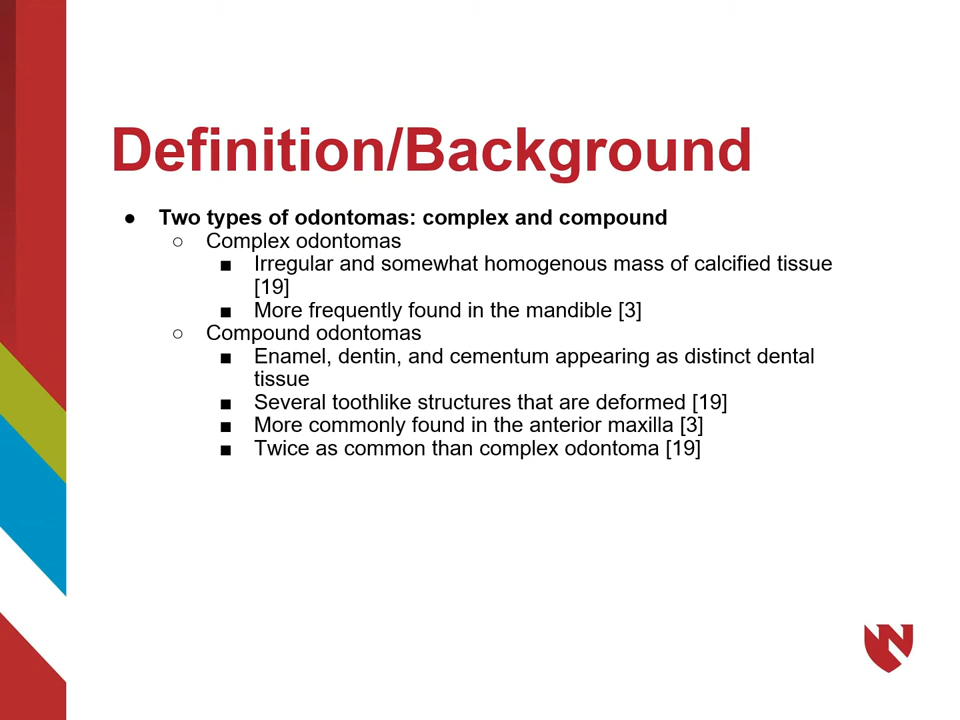 Definition/Background
● Two types of odontomas: complex and compound
○ Complex odontomas
■ Irregular and somewhat homogenous mass of calcified tissue
[19]
■ More frequently found in the mandible [3]
○ Compound odontomas
■ Enamel, dentin, and cementum appearing as distinct dental
tissue
■ Several toothlike structures that are deformed [19]
■ More commonly found in the anterior maxilla [3]
■ Twice as common than complex odontoma [19]
N